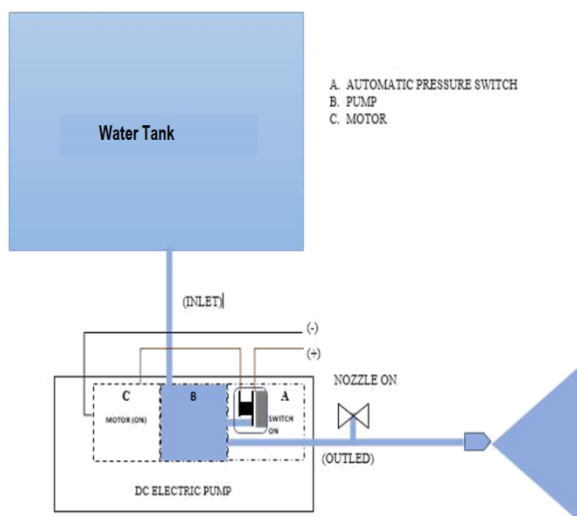 A. AUTOMATIC PRESSURE SWITCH
B. PUMP
C. MOTOR
Water Tank
(INLET)
(-)
(+)
NOZZLE ON
C
B
A
MOTOR (ON)
SWITCH
ON
(OUTLED)
DC ELECTRIC PUMP